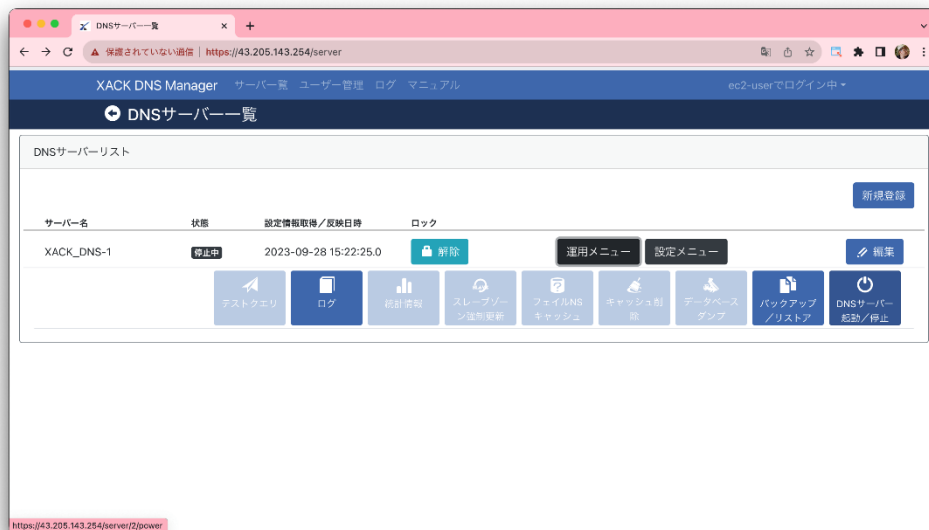 DNSサーバー一覧
保護されていない通信 | https://43.205.143.254/server
XACK DNS Manager サーバー覧 ユーザー管理 ログ マニュアル ec2-userでログイン中
DNSサーバー一覧
DNSサーバーリスト
新規登録
サーバー名 状態 設定情報取得／反映日時 ロック
XACK_DNS-1 停止中 2023-09-28 15:22:25.0 解除 運用メニュー 設定メニュー 編集
テストクエリ
ログ
統計情報
スレーブゾー
ン強制更新
フェイルNS
キャッシュ
キャッシュ削
除
データベース
ダンプ
バックアップ
／リストア
DNSサーバー
起動／停止
https://43.205.143.254/server/2/power